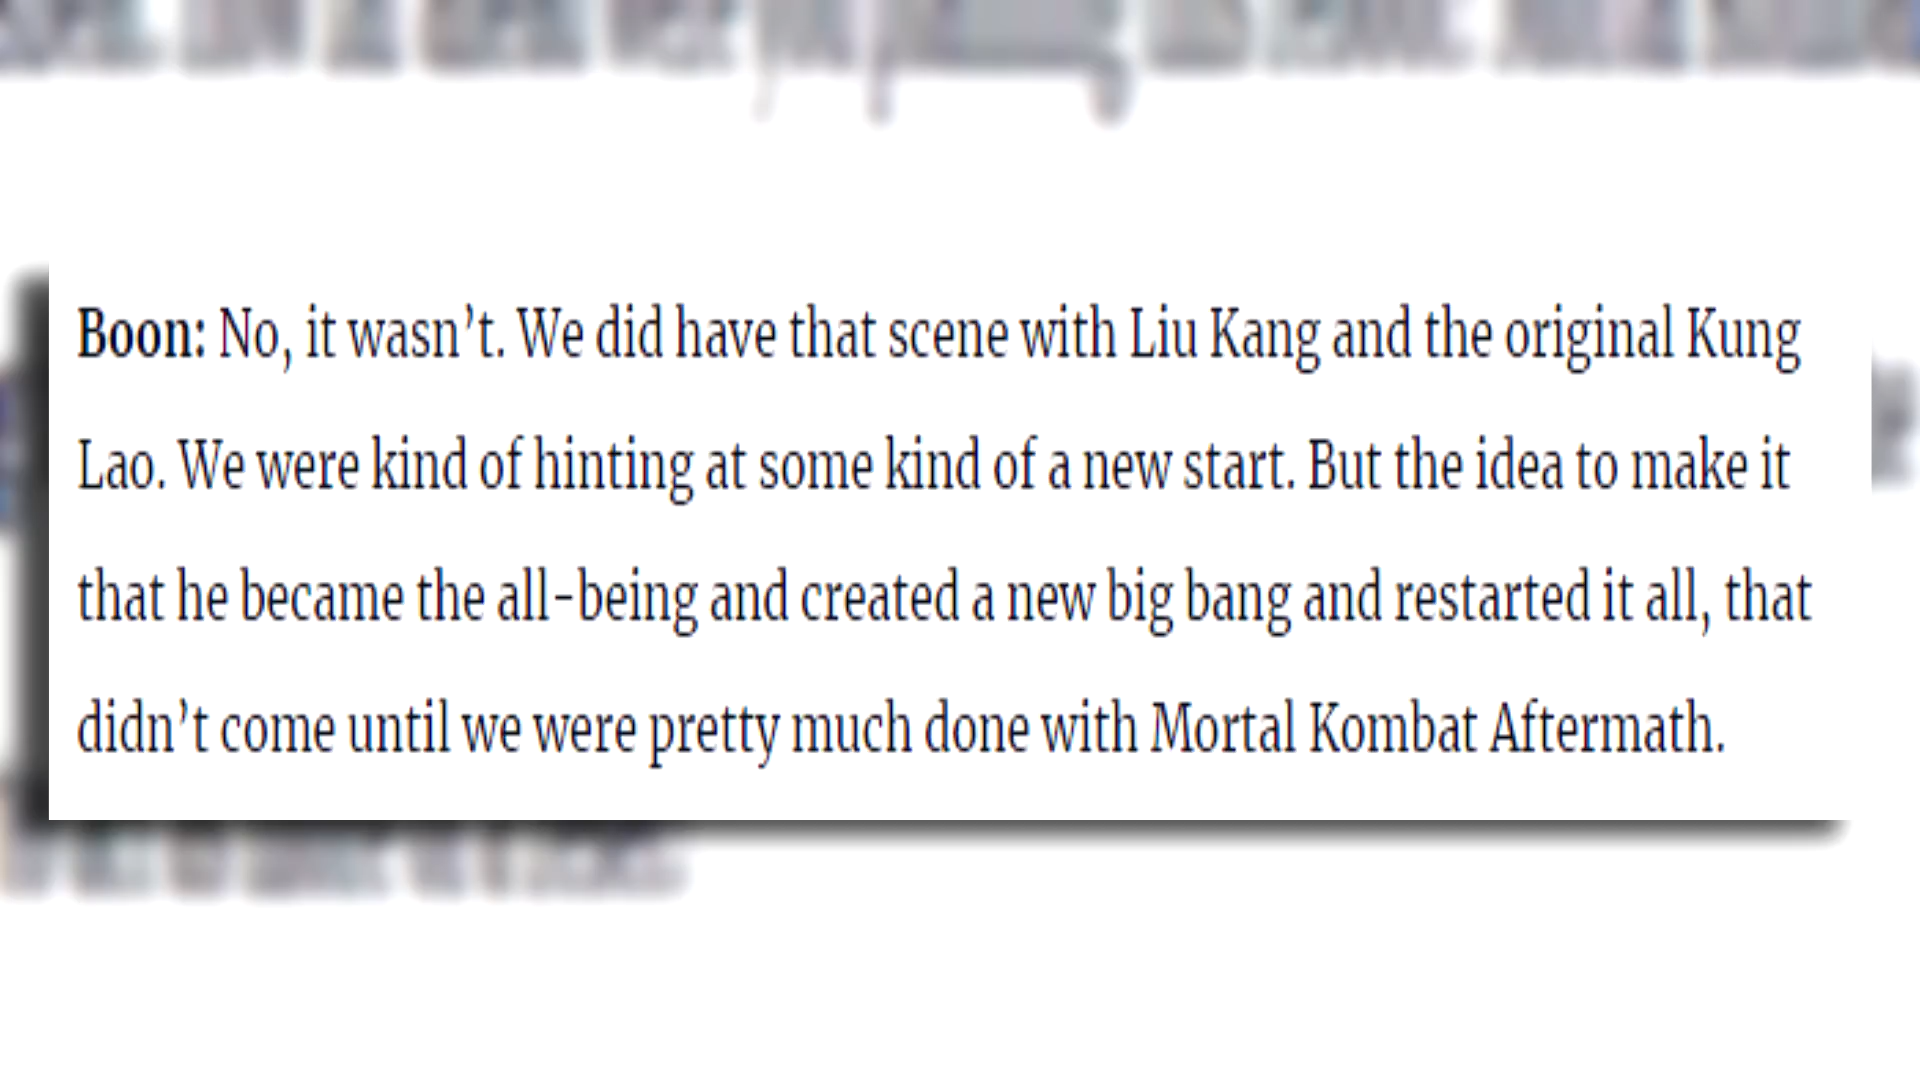 Boon: No, it wasn’t. We did have that scene with Liu Kang and the original Kung
Lao. We were kind of hinting at some kind of a new start. But the idea to make it
that he became the all-being and created a new big bang and restarted it all, that
didn’t come until we were pretty much done with Mortal Kombat Aftermath.